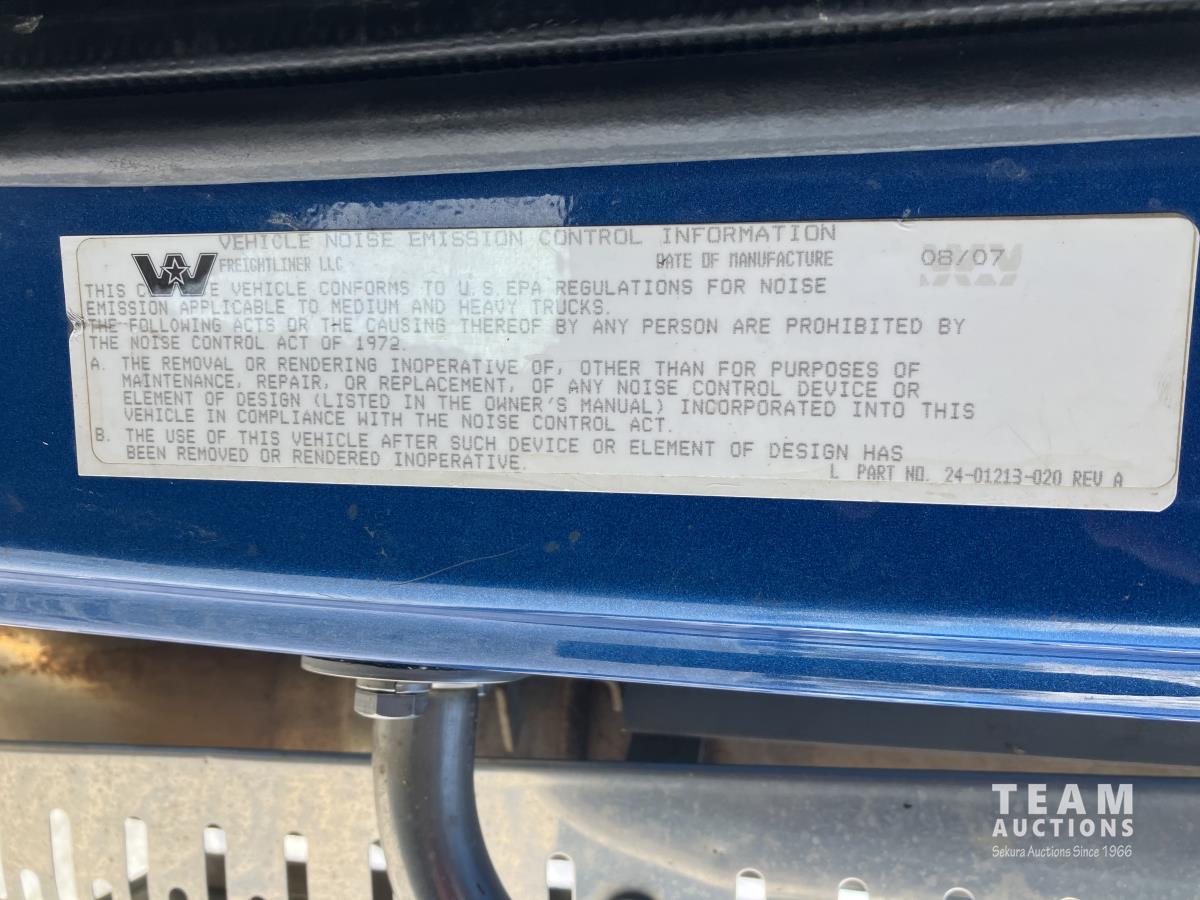 VEHICLE NOISE EMISSION CONTROL INFORMATION
FREIGHTLINER LLC DATE OF MANUFACTURE 08/07
THIS VEHICLE CONFORMS TO U.S.EPA REGULATIONS FOR NOISE
EMISSION APPLICABLE TO MEDIUM AND HEAVY TRUCKS.
THE FOLLOWING ACTS OR THE CAUSING THEREOF BY ANY PERSON ARE PROHIBITED BY
THE NOISE CONTROL ACT OF 1972.
A. THE REMOVAL OR RENDERING INOPERATIVE OF, OTHER THAN FOR PURPOSES OF
MAINTENANCE, REPAIR, OR REPLACEMENT, OF ANY NOISE CONTROL DEVICE OR
ELEMENT OF DESIGN (LISTED IN THE OWNER'S MANUAL) INCORPORATED INTO THIS
VEHICLE IN COMPLIANCE WITH THE NOISE CONTROL ACT.
B. THE USE OF THIS VEHICLE AFTER SUCH DEVICE OR ELEMENT OF DESIGN HAS
BEEN REMOVED OR RENDERED INOPERATIVE.
L PART NO. 24-01213-020 REV A
TEAM
AUCTIONS
Sekura Auctions Since 1966